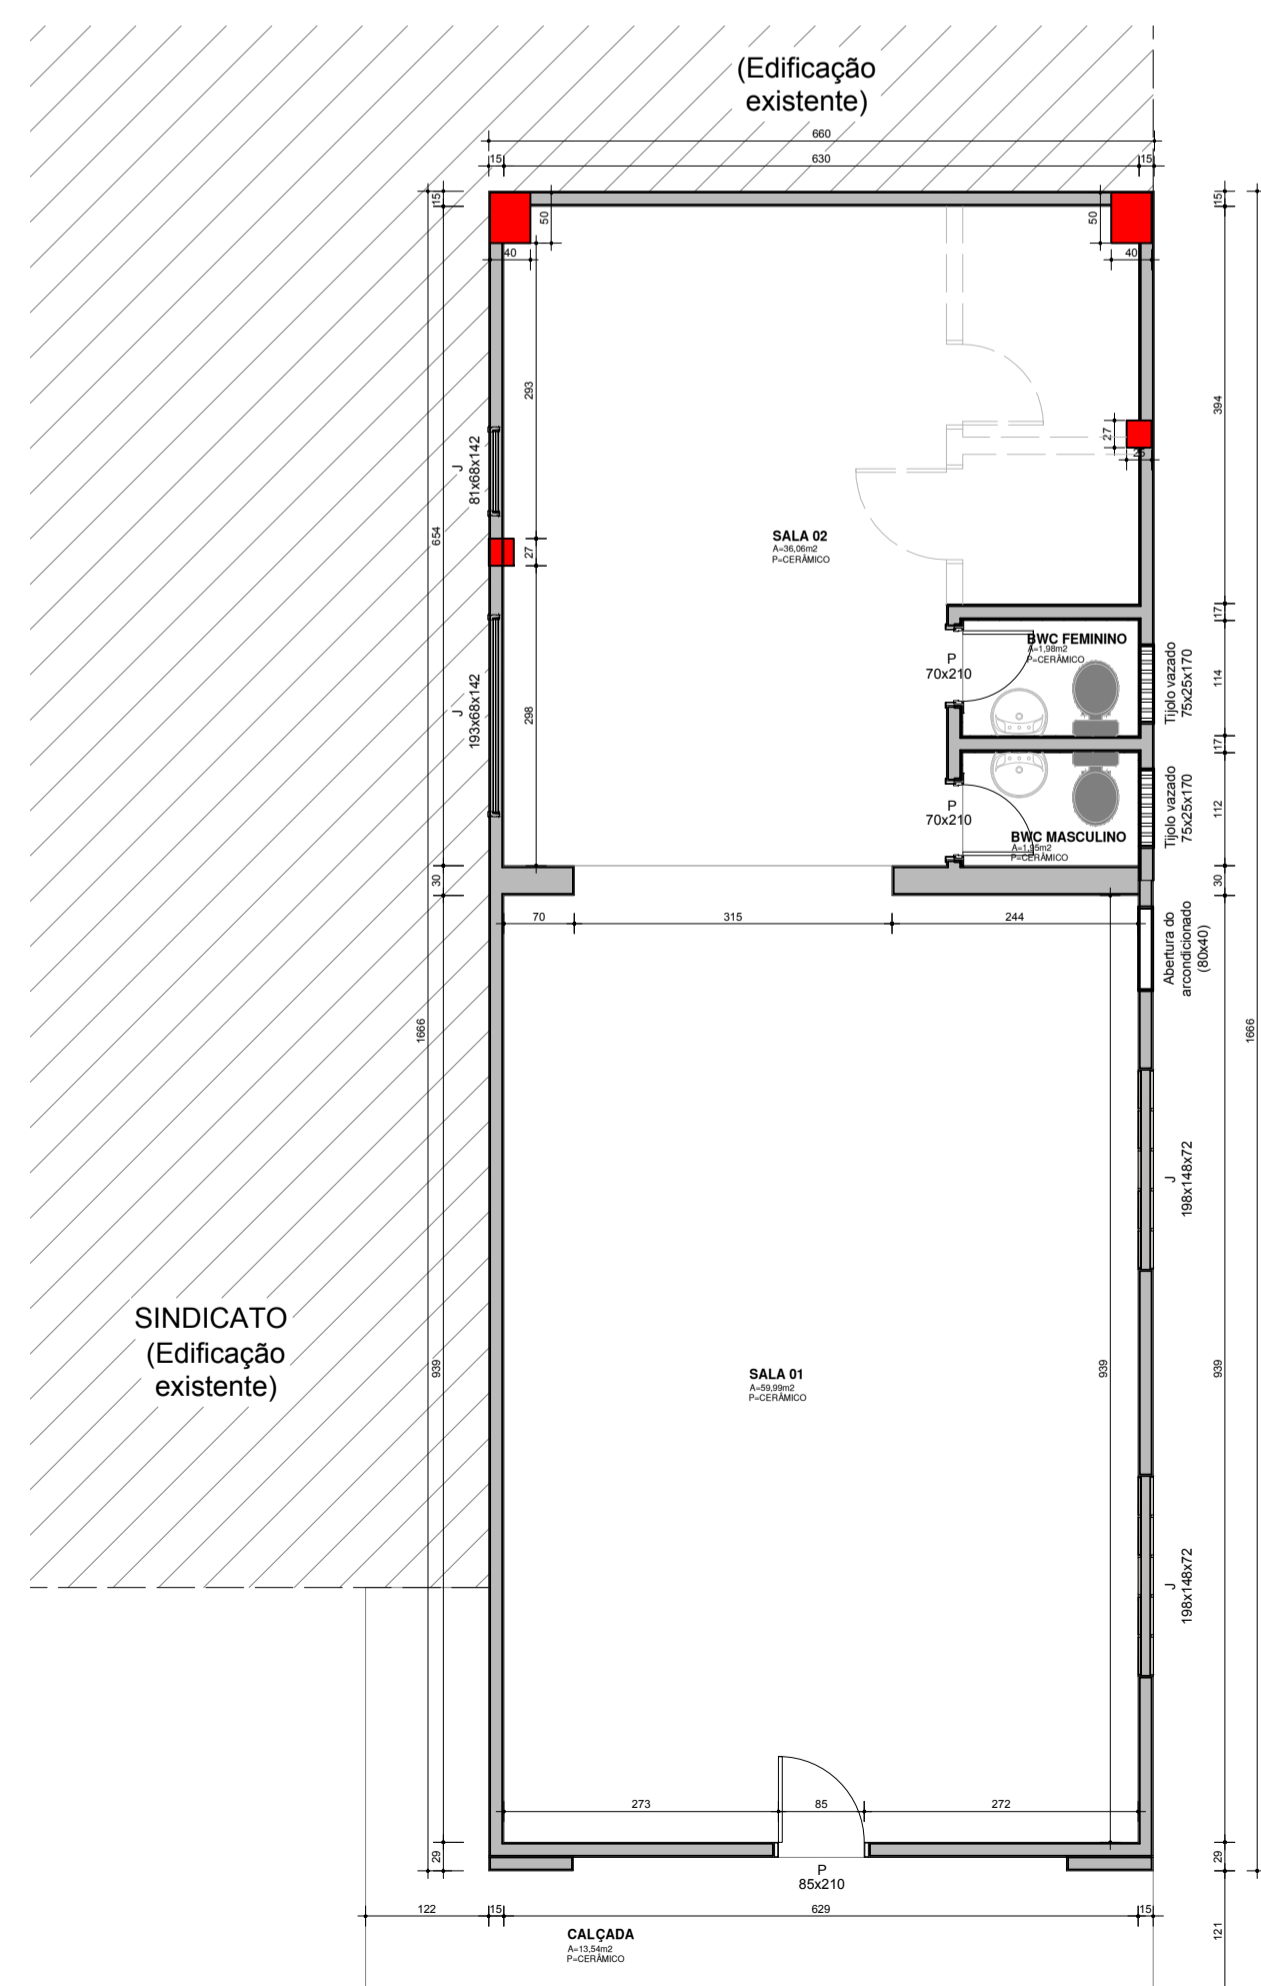 (Edificação
existente)
660
15
630
15
15
50
50
15
40
40
293
394
27
25
J
81x68x142
654
27
SALA 02
A=36,06m2
P=CERÂMICO
17
BWC FEMININO
A=1,98m2
P=CERÂMICO
P
70x210
114
Tijolo vazado
75x25x170
J
193x68x142
298
17
P
70x210
112
Tijolo vazado
75x25x170
BWC MASCULINO
A=1,95m2
P=CERÂMICO
30
30
70
315
244
Abertura do
arcondicionado
(80x40)
1666
1666
J
198x148x72
SINDICATO
(Edificação
existente)
939
SALA 01
A=59,99m2
P=CERÂMICO
939
939
J
198x148x72
273
85
272
29
29
P
85x210
122
15
629
15
121
CALÇADA
A=13,54m2
P=CERÂMICO